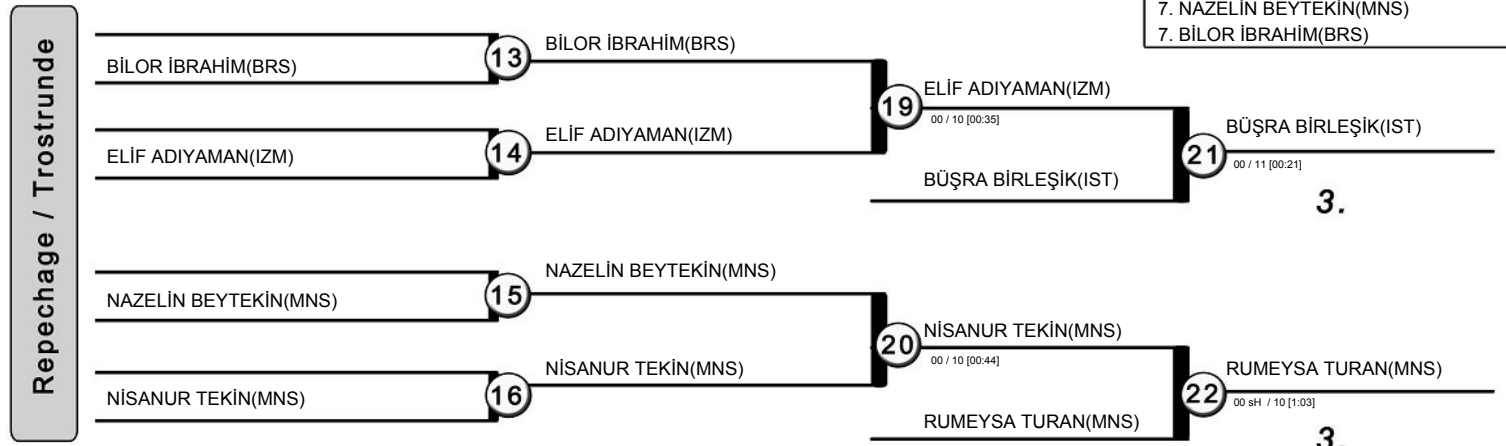 7. NAZELİN BEYTEKİN(MNS)
7. BİLOR İBRAHİM(BRS)
Repechage / Trostrunde
BİLOR İBRAHİM(BRS)
13
BİLOR İBRAHİM(BRS)
ELİF ADIYAMAN(IZM)
14
ELİF ADIYAMAN(IZM)
19
ELİF ADIYAMAN(IZM)
00 / 10 [00:35]
BÜŞRA BİRLEŞİK(IST)
21
BÜŞRA BİRLEŞİK(IST)
00 / 11 [00:21]
3.
NAZELİN BEYTEKİN(MNS)
15
NAZELİN BEYTEKİN(MNS)
NİSANUR TEKİN(MNS)
16
NİSANUR TEKİN(MNS)
20
NİSANUR TEKİN(MNS)
00 / 10 [00:44]
RUMEYSA TURAN(MNS)
22
RUMEYSA TURAN(MNS)
00 sH / 10 [1:03]
3.